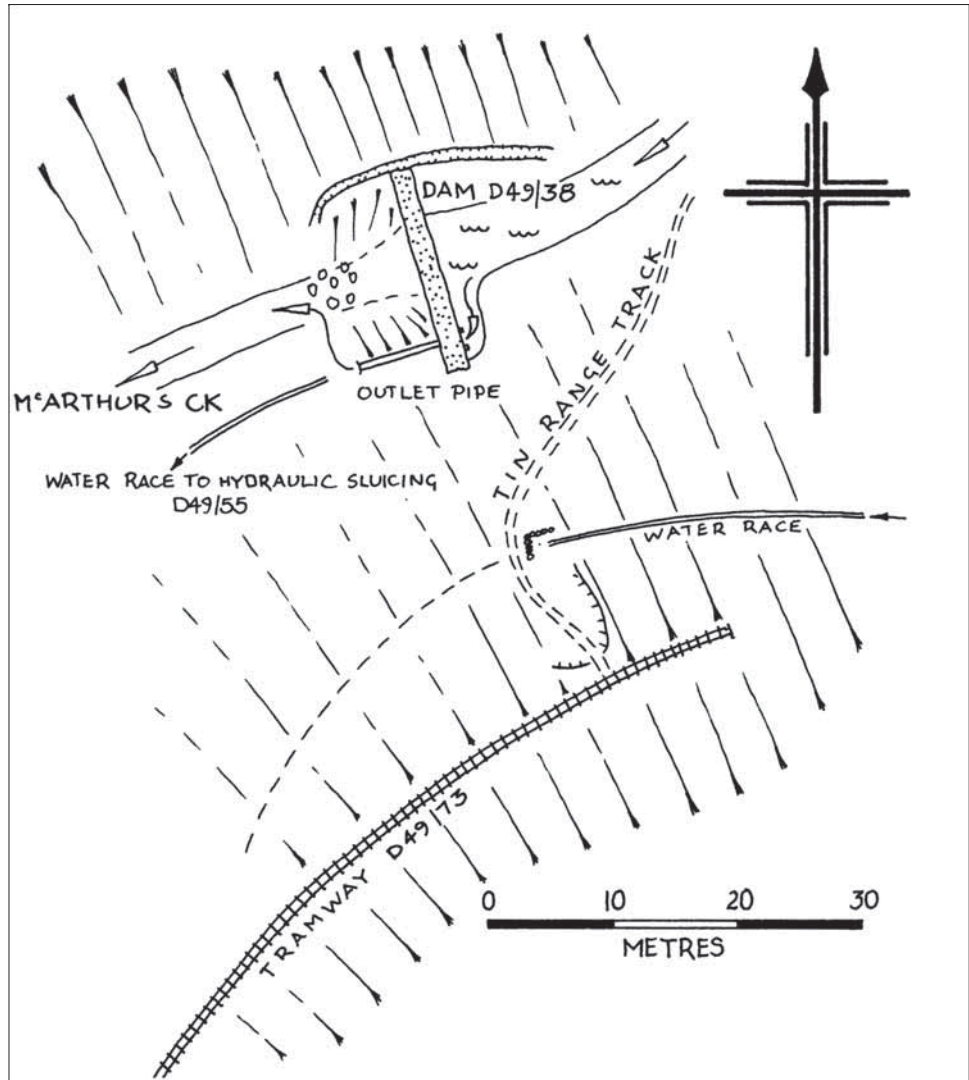 DAM D49/38
TIN RANGE TRACK
MᶜARTHURS CK
OUTLET PIPE
WATER RACE TO HYDRAULIC SLUICING
D49/55
WATER RACE
TRAMWAY D49/73
0 10 20 30
METRES